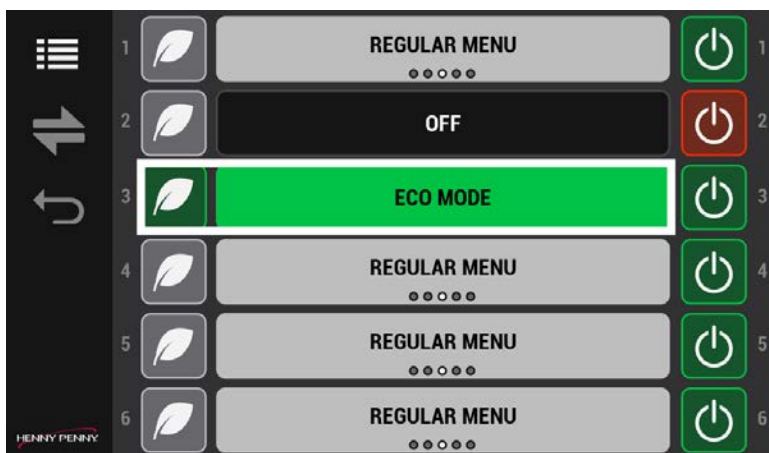 1 REGULAR MENU 1
2 OFF 2
3 ECO MODE 3
4 REGULAR MENU 4
5 REGULAR MENU 5
6 REGULAR MENU 6
HENNY PENNY